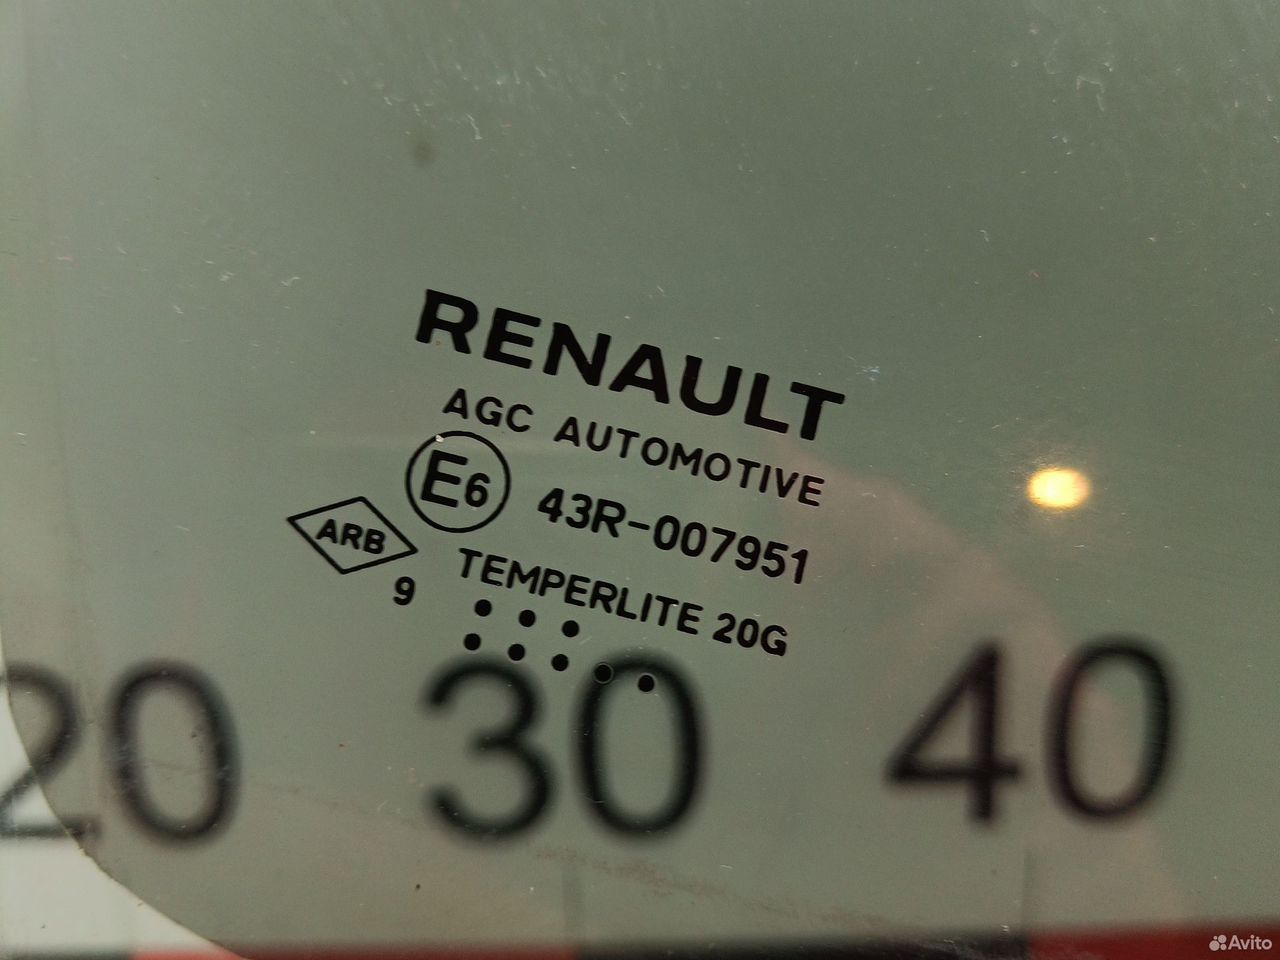 RENAULT
AGC AUTOMOTIVE
E6 43R-007951
ARB
TEMPERLITE 20G
9
20 30 40
Avito